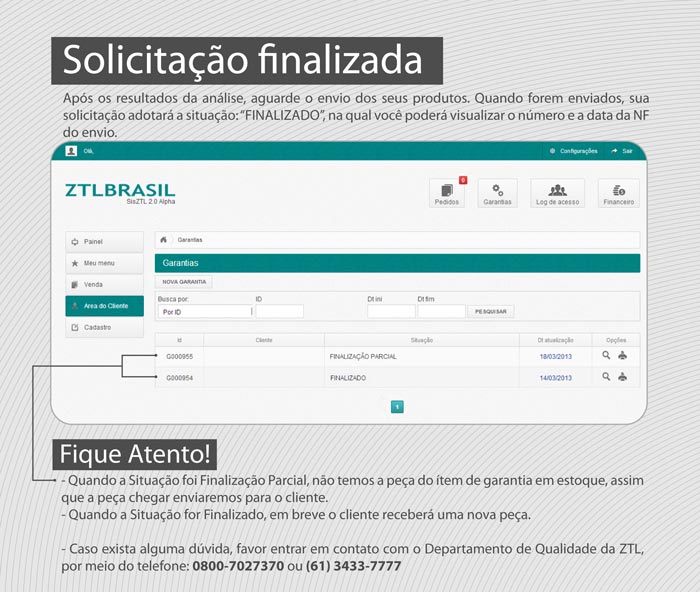 Solicitação finalizada
Após os resultados da análise, aguarde o envio dos seus produtos. Quando forem enviados, sua
solicitação adotará a situação: “FINALIZADO”, na qual você poderá visualizar o número e a data da NF
do envio.
Olá, Configurações Sair
ZTLBRASIL
SisZTL 2.0 Alpha
0
Pedidos Garantias Log de acesso Financeiro
Painel
Meu menu
Venda
Area do Cliente
Cadastro
Garantias
Garantias
NOVA GARANTIA
Busca por: ID Dt ini Dt fim
Por ID PESQUISAR
Id Cliente Situação Dt atualização Opções
G000955 FINALIZAÇÃO PARCIAL 18/03/2013
G000954 FINALIZADO 14/03/2013
1
Fique Atento!
- Quando a Situação foi Finalização Parcial, não temos a peça do ítem de garantia em estoque, assim
que a peça chegar enviaremos para o cliente.
- Quando a Situação for Finalizado, em breve o cliente receberá uma nova peça.
- Caso exista alguma dúvida, favor entrar em contato com o Departamento de Qualidade da ZTL,
por meio do telefone: 0800-7027370 ou (61) 3433-7777